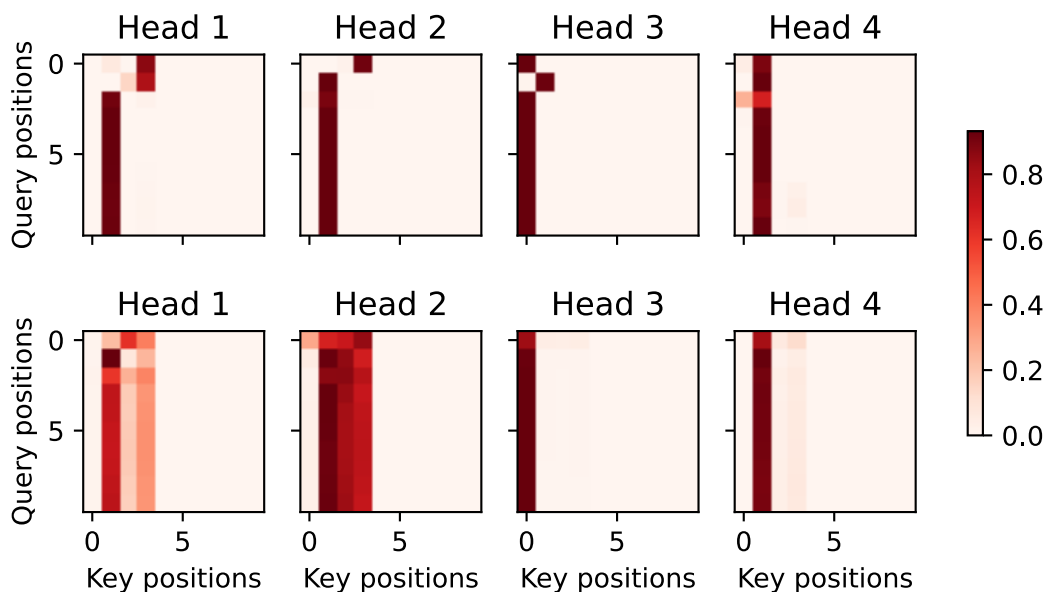 Head 1 Head 2 Head 3 Head 4
Query positions
0
5
Head 1 Head 2 Head 3 Head 4
Query positions
0
5
0 5 0 5 0 5 0 5
Key positions Key positions Key positions Key positions
0.8
0.6
0.4
0.2
0.0